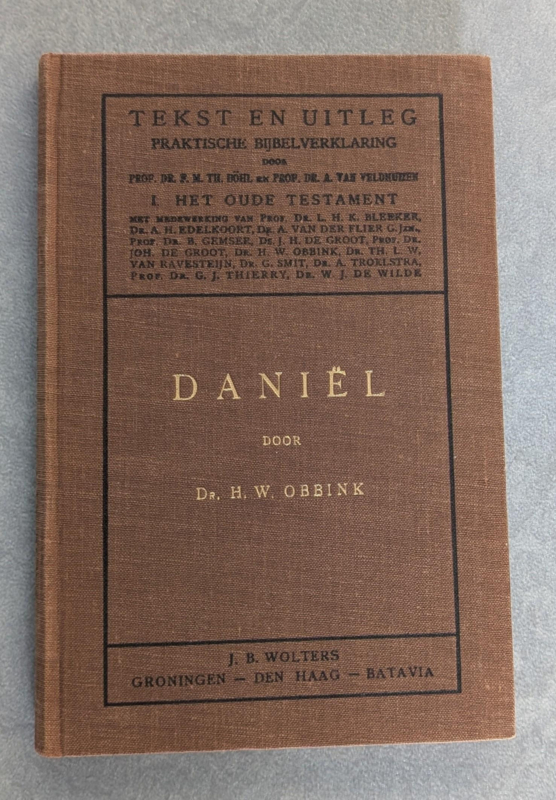 TEKST EN UITLEG
PRAKTISCHE BIJBELVERKLARING
DOOR
PROF. DR. F. M. TH. BÖHL EN PROF. DR. A. VAN VELDHUIZEN
I. HET OUDE TESTAMENT
MET MEDEWERKING VAN PROF. DR. L. H. K. BLEEKER,
DR. A. H. EDELKOORT, DR. A. VAN DER FLIER G.JZN.,
PROF. DR. B. GEMSER, DS. J. H. DE GROOT, PROF. DR.
JOH. DE GROOT, DR. H. W. OBBINK, DR. TH. L. W.
VAN RAVESTEIJN, DR. G. SMIT, DR. A. TROELSTRA,
PROF. DR. G. J. THIERRY, DR. W. J. DE WILDE
DANIËL
DOOR
DR. H. W. OBBINK
J. B. WOLTERS
GRONINGEN — DEN HAAG — BATAVIA